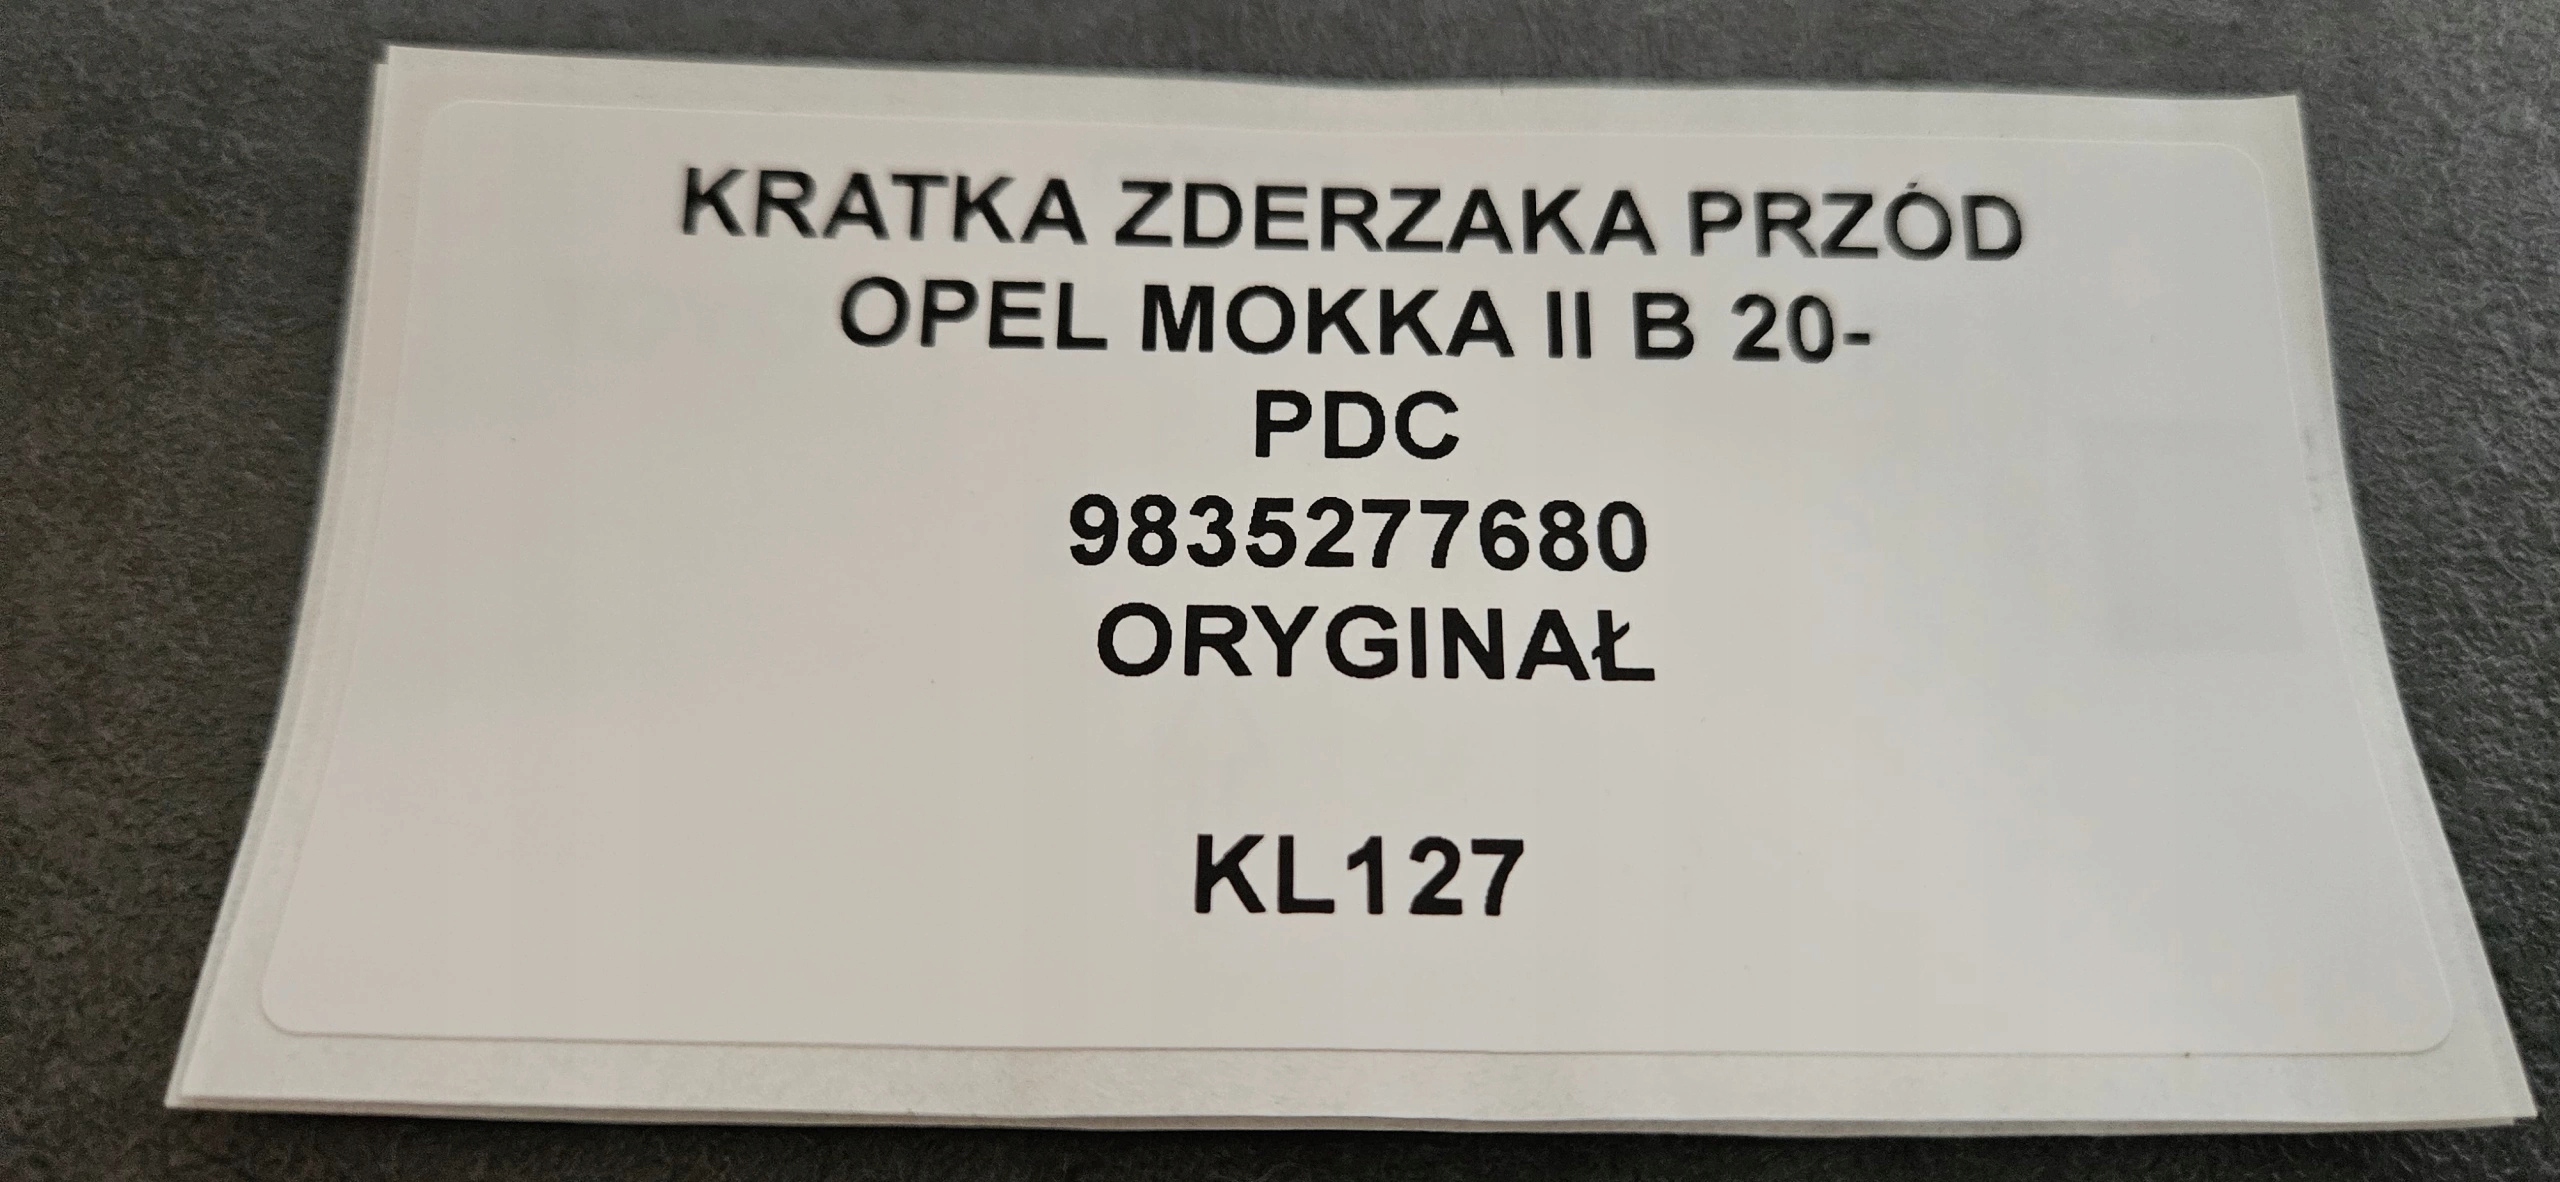 KRATKA ZDERZAKA PRZÓD
OPEL MOKKA II B 20-
PDC
9835277680
ORYGINAŁ
KL127